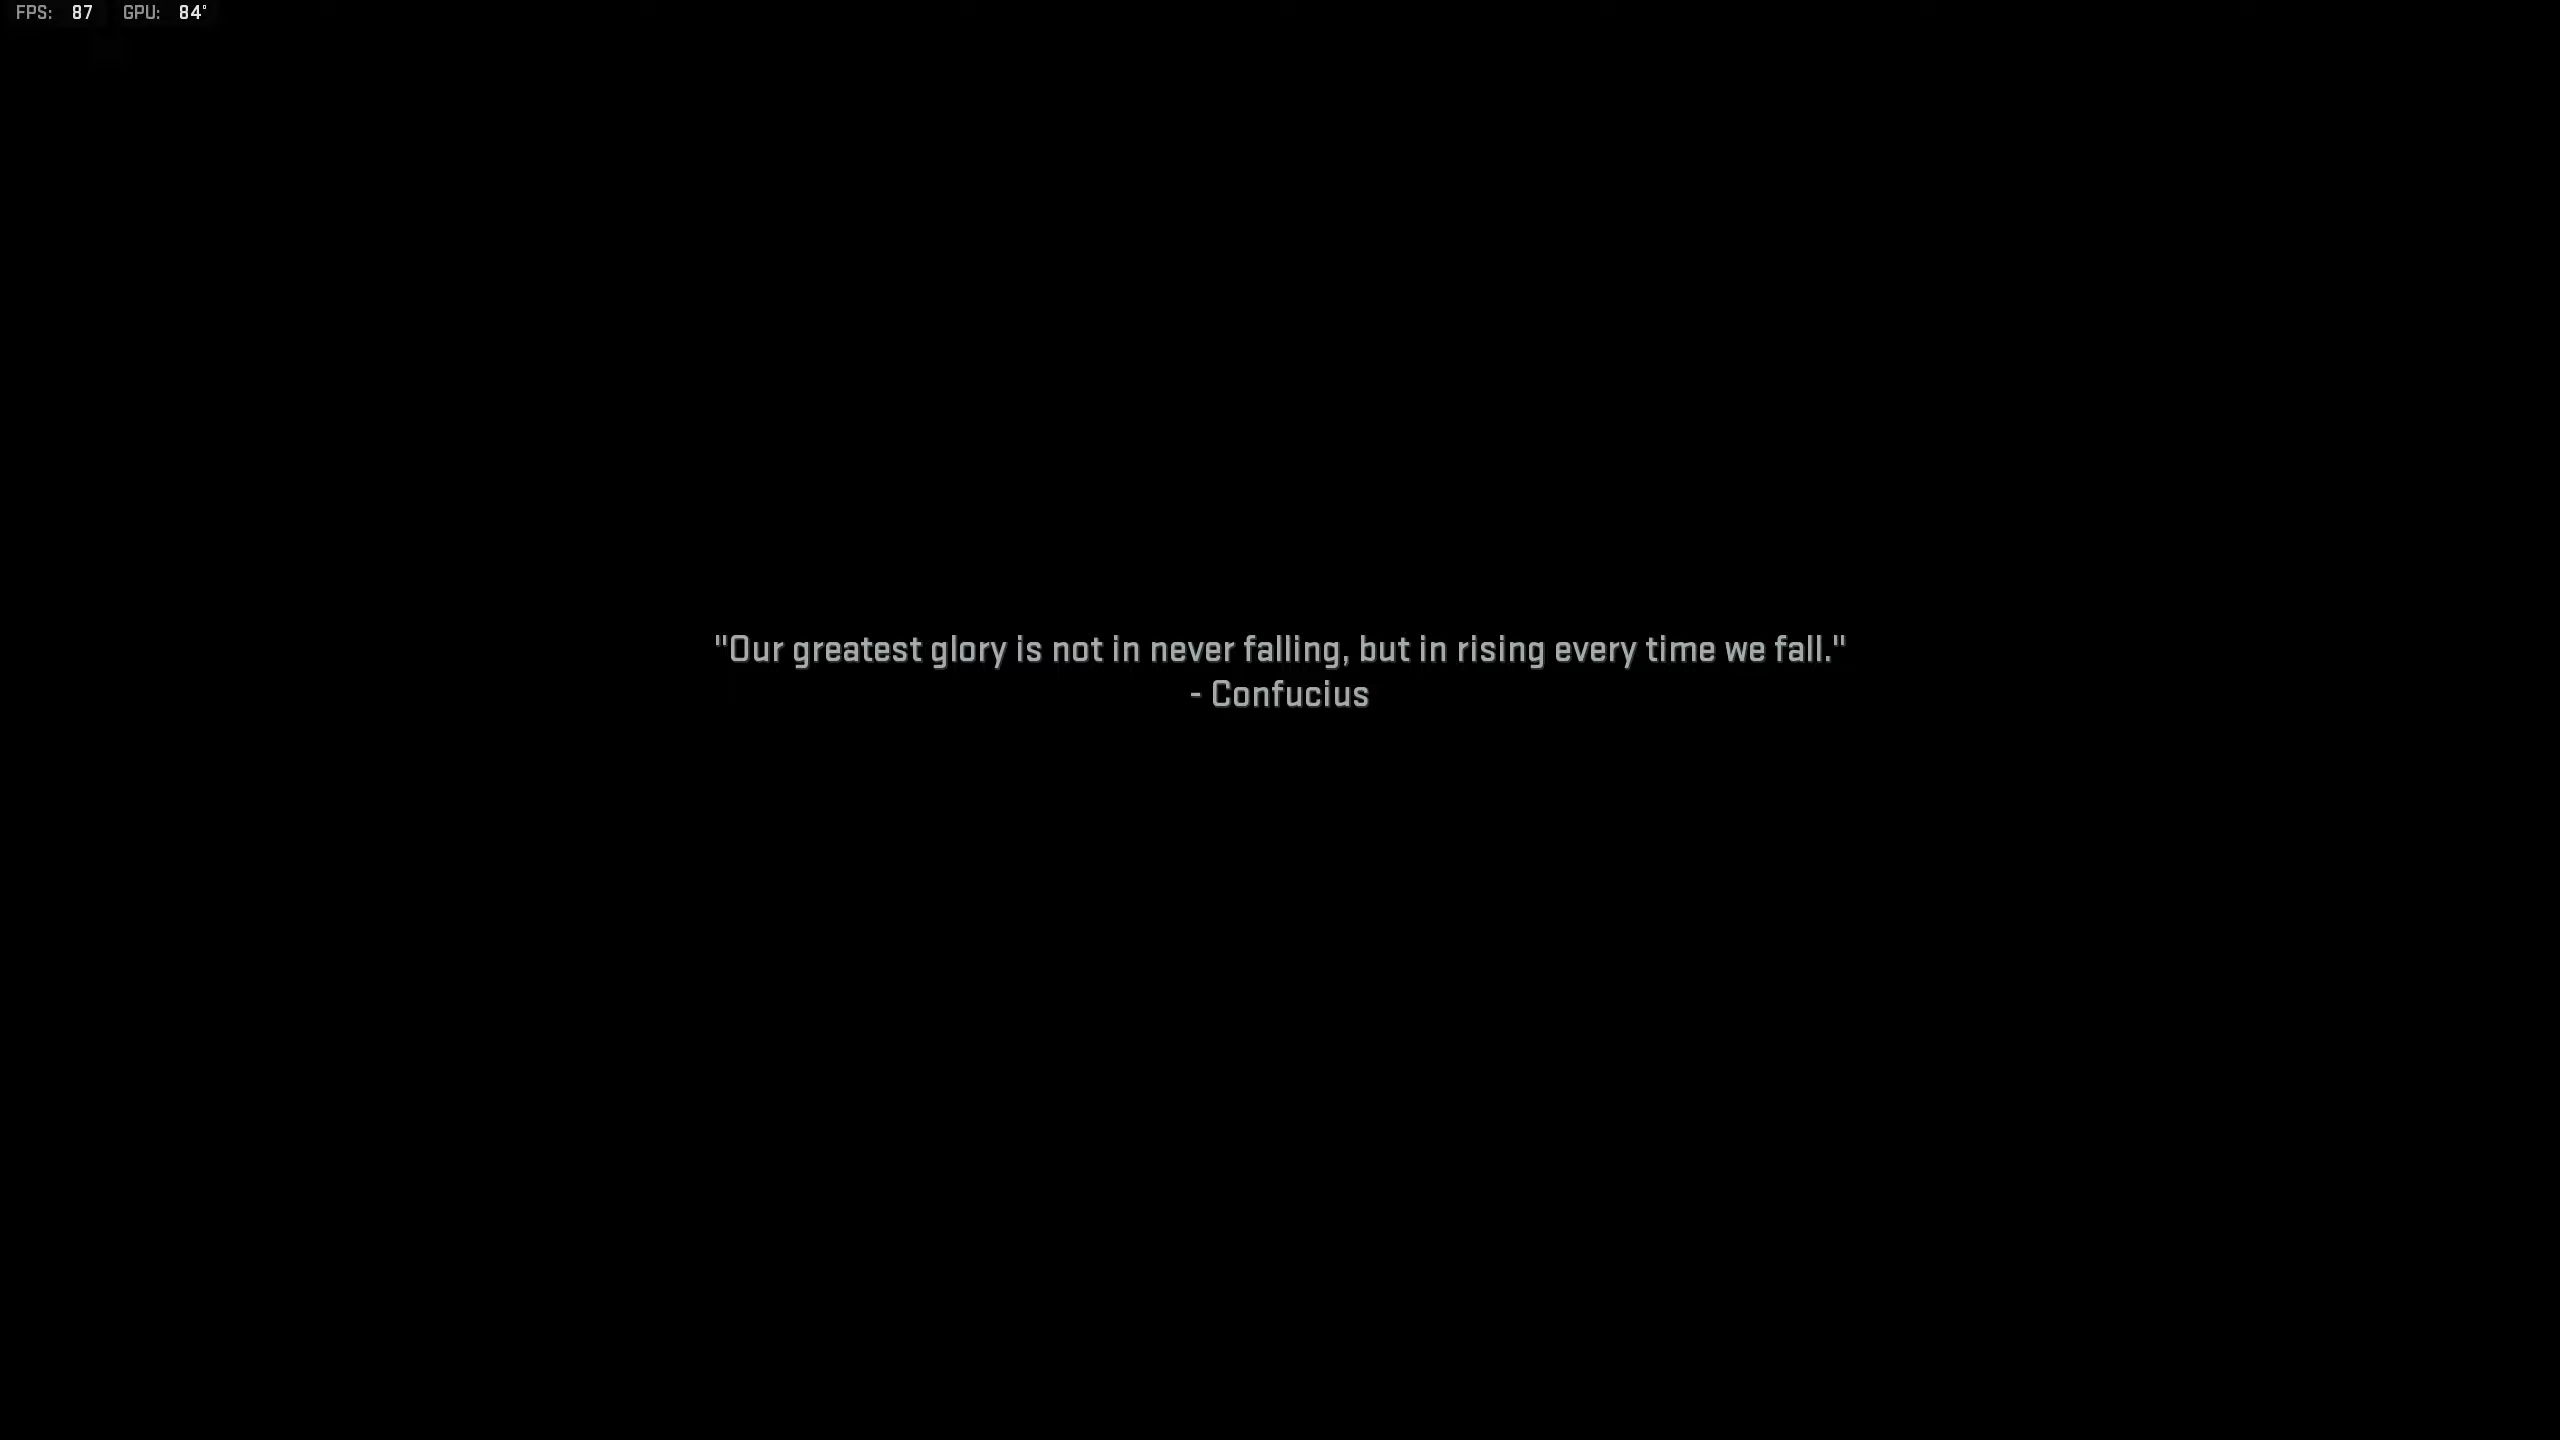 FPS: 87 GPU: 84°
"Our greatest glory is not in never falling, but in rising every time we fall."
- Confucius